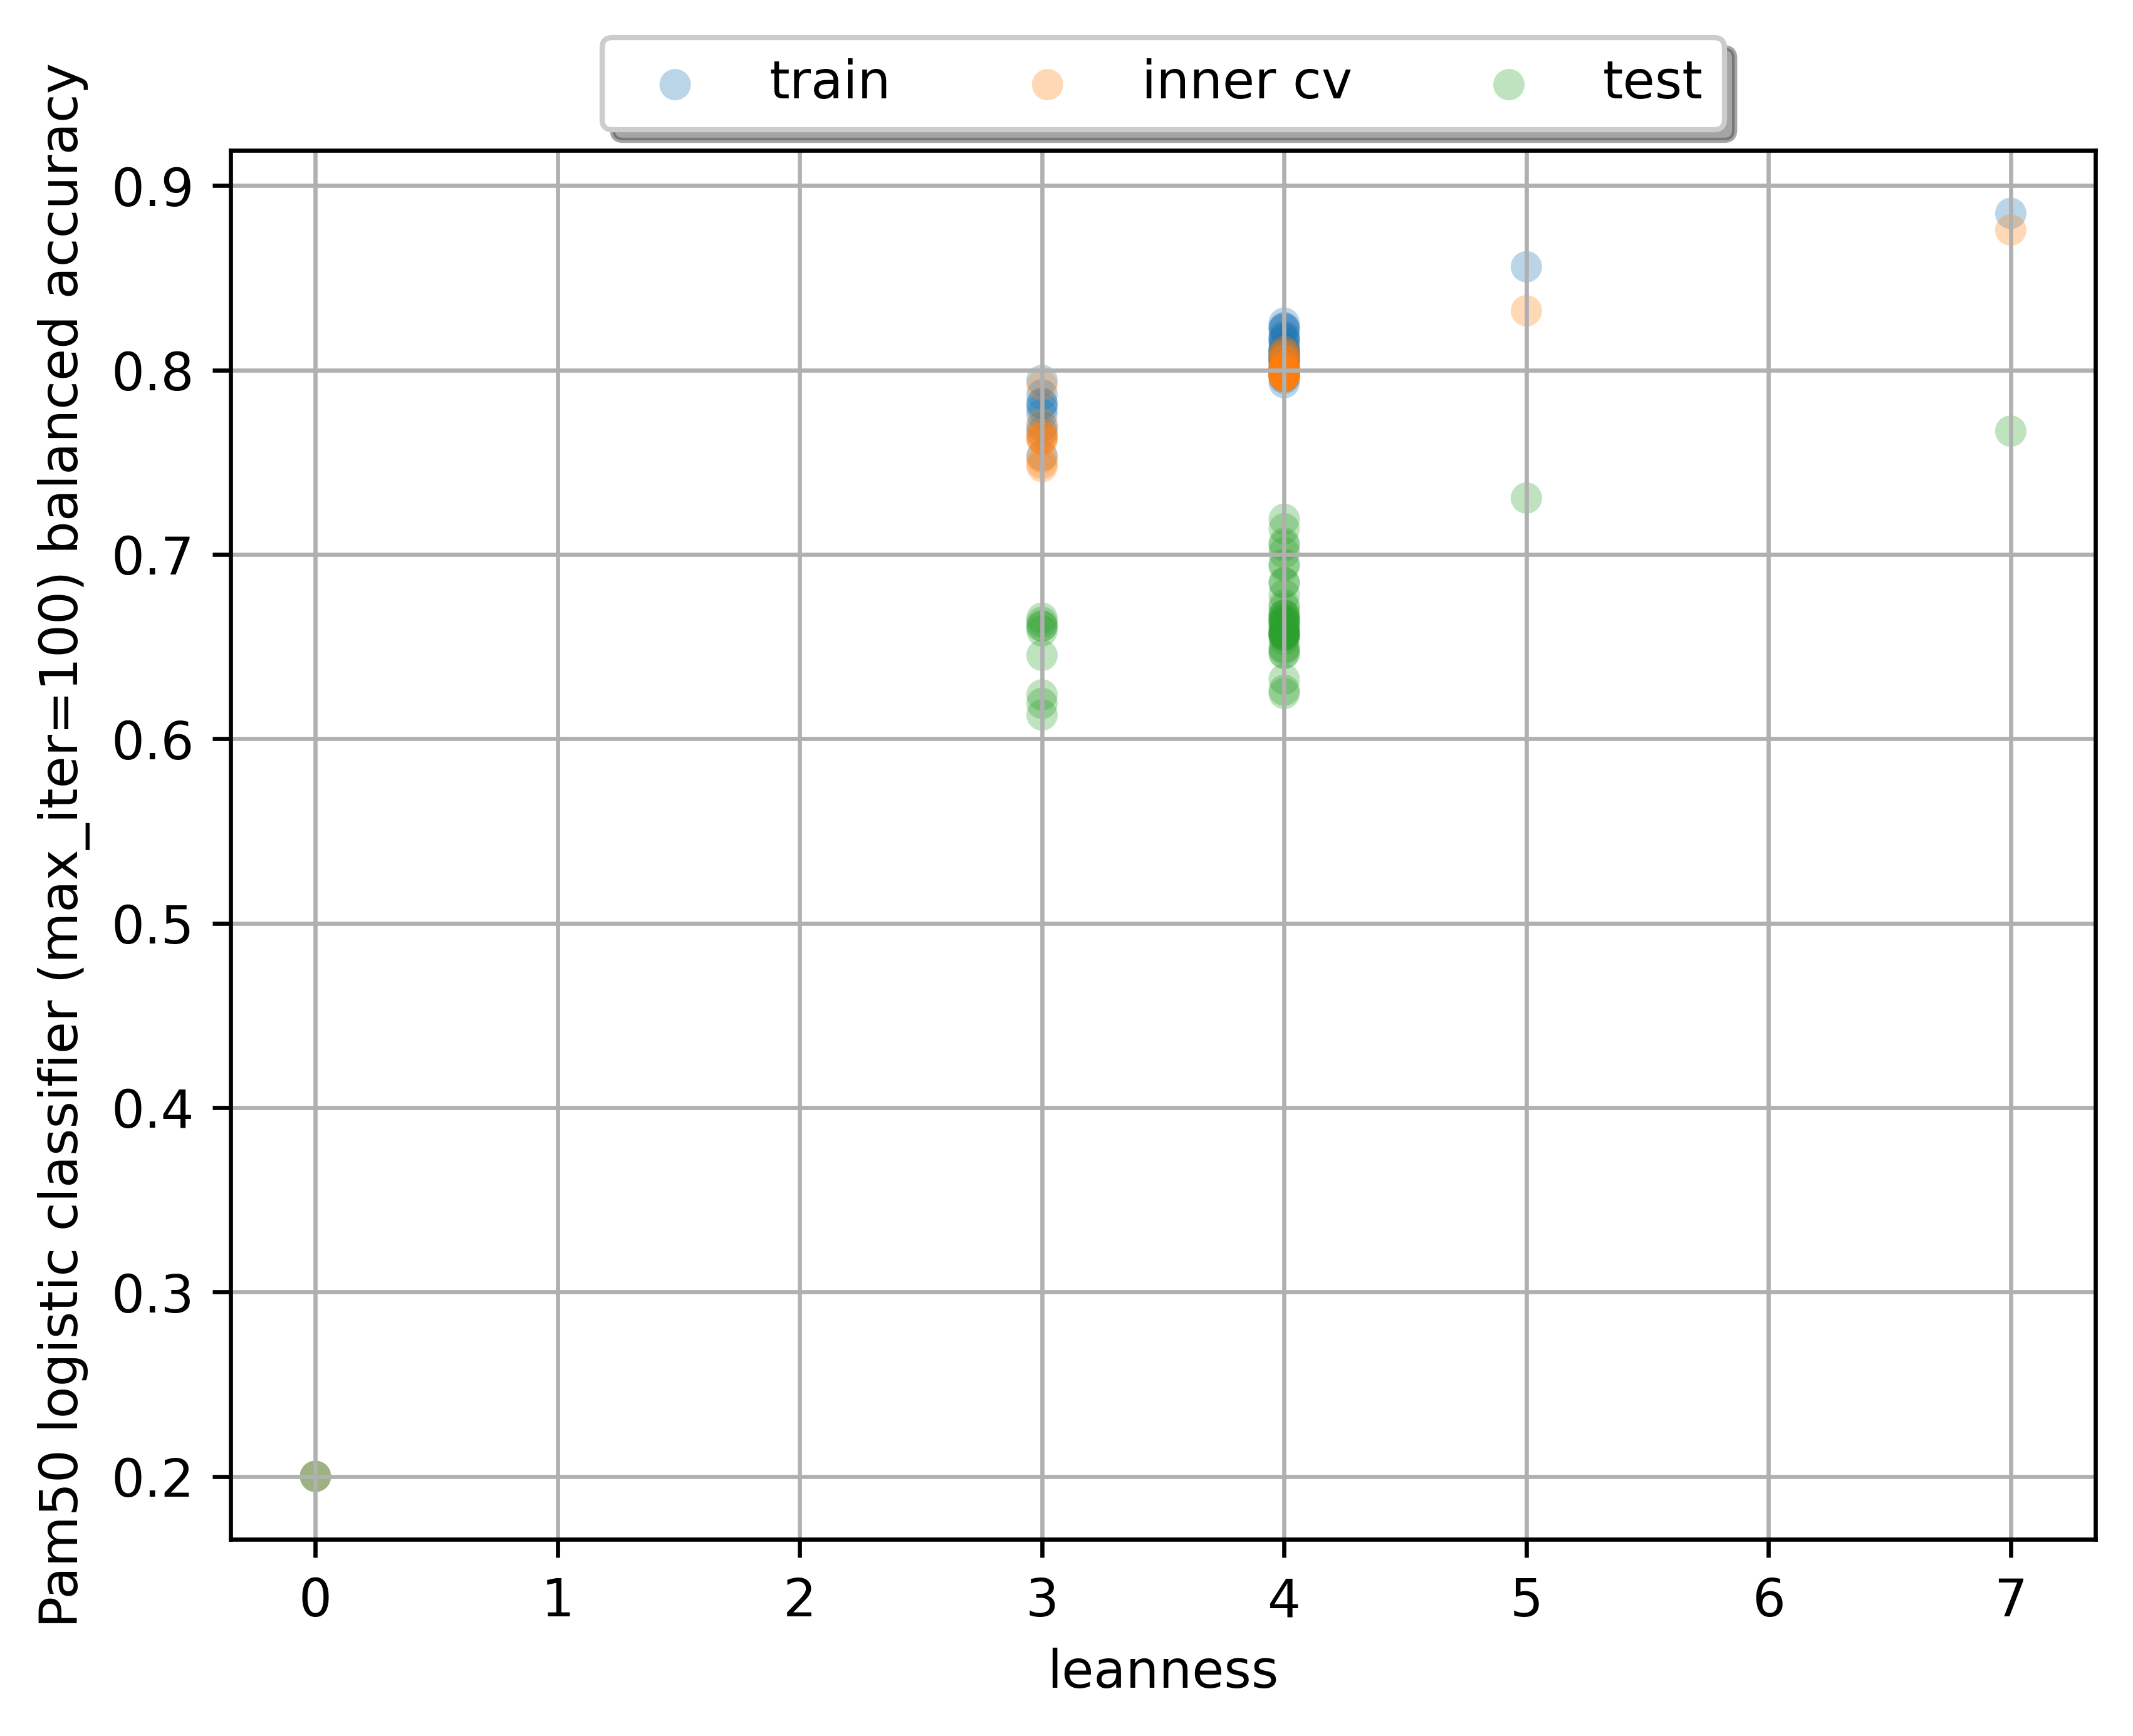 train inner cv test
Pam50 logistic classifier (max_iter=100) balanced accuracy
0.9
0.8
0.7
0.6
0.5
0.4
0.3
0.2
0 1 2 3 4 5 6 7
leanness